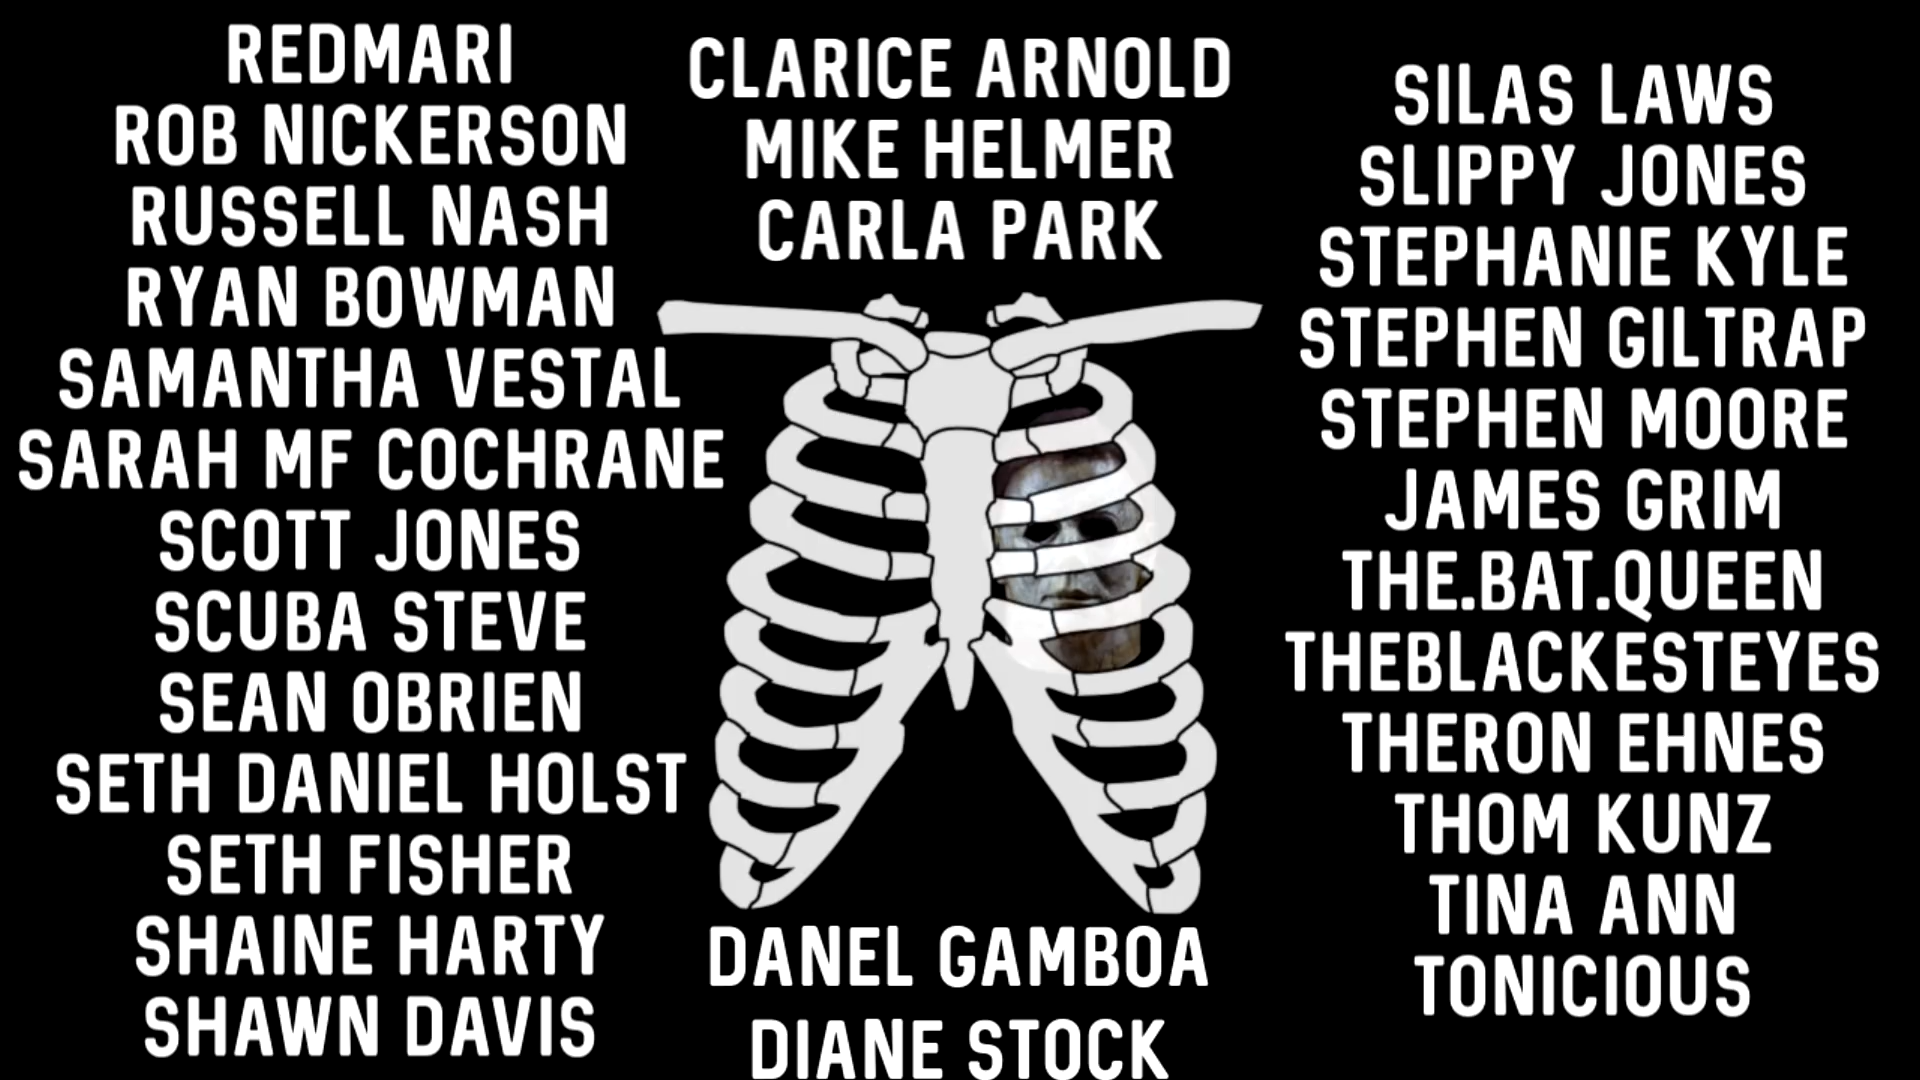 REDMARI
ROB NICKERSON
RUSSELL NASH
RYAN BOWMAN
SAMANTHA VESTAL
SARAH MF COCHRANE
SCOTT JONES
SCUBA STEVE
SEAN OBRIEN
SETH DANIEL HOLST
SETH FISHER
SHAINE HARTY
SHAWN DAVIS
CLARICE ARNOLD
MIKE HELMER
CARLA PARK
DANEL GAMBOA
DIANE STOCK
SILAS LAWS
SLIPPY JONES
STEPHANIE KYLE
STEPHEN GILTRAP
STEPHEN MOORE
JAMES GRIM
THE.BAT.QUEEN
THEBLACKESTEYES
THERON EHNES
THOM KUNZ
TINA ANN
TONICIOUS